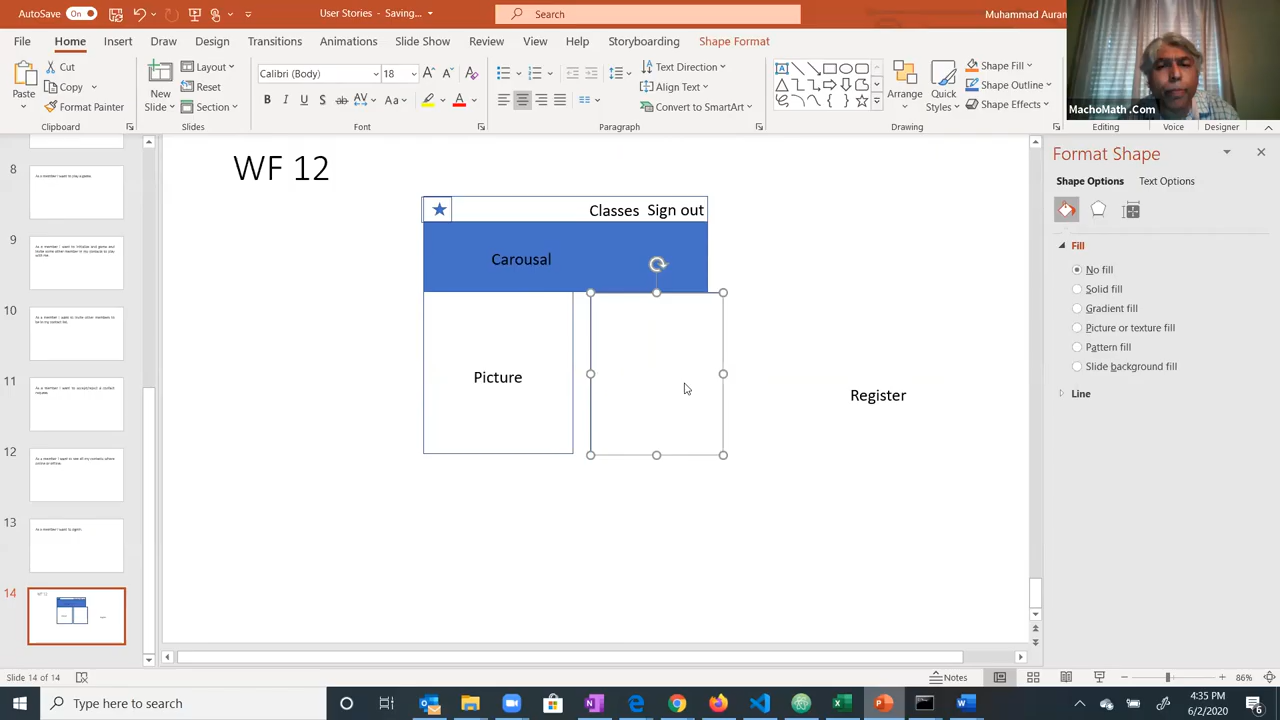 AutoSave On
User Stories - Saving...
Search
Muhammad Auran
File Home Insert Draw Design Transitions Animations Slide Show Review View Help Storyboarding Shape Format
Paste
Cut
Copy
Format Painter
Clipboard
New Slide
Layout
Reset
Section
Slides
Calibri (Body) 18
Font
Text Direction
Align Text
Convert to SmartArt
Paragraph
Arrange
Quick Styles
Shape Fill
Shape Outline
Shape Effects
Drawing
Editing
Voice
Designer
MachoMath .Com
8
9
10
11
12
13
As a member I want to signin
14
WF 12
Classes Sign out
Carousal
Picture
Register
Format Shape
Shape Options Text Options
Fill
No fill
Solid fill
Gradient fill
Picture or texture fill
Pattern fill
Slide background fill
Line
Slide 14 of 14
Notes
86%
Type here to search
4:35 PM
6/2/2020
6